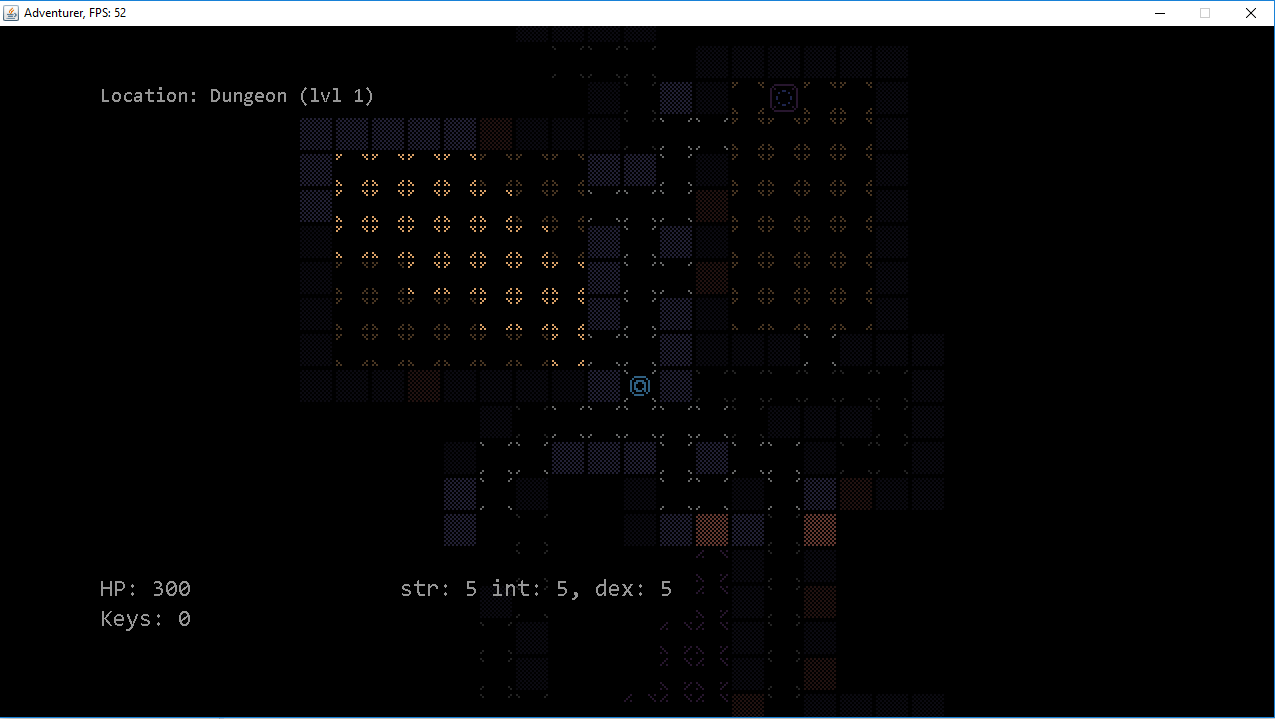 Adventurer, FPS: 52
Location: Dungeon (lvl 1)
@
HP: 300
str: 5 int: 5, dex: 5
Keys: 0